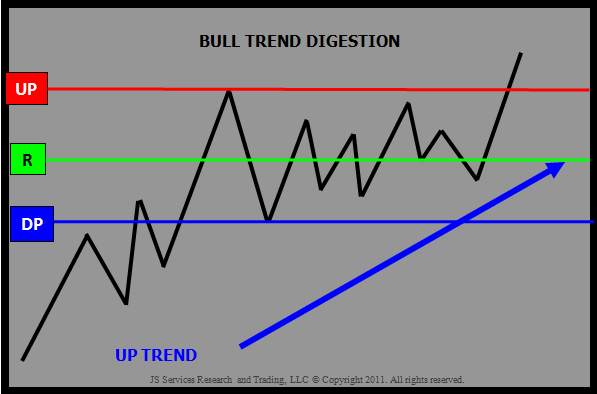 BULL TREND DIGESTION
UP
R
DP
UP TREND
JS Services Research and Trading, LLC © Copyright 2011. All rights reserved.